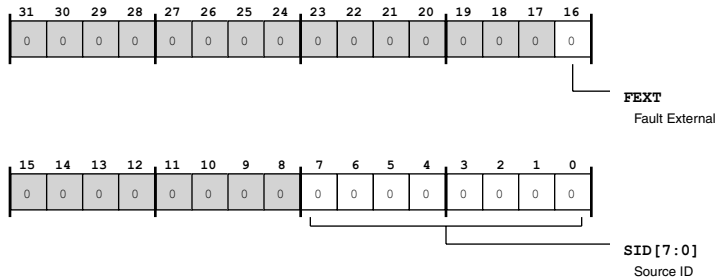 31 30 29 28 27 26 25 24 23 22 21 20 19 18 17 16
0 0 0 0 0 0 0 0 0 0 0 0 0 0 0 0
FEXT
Fault External
15 14 13 12 11 10 9 8 7 6 5 4 3 2 1 0
0 0 0 0 0 0 0 0 0 0 0 0 0 0 0 0
SID[7:0]
Source ID